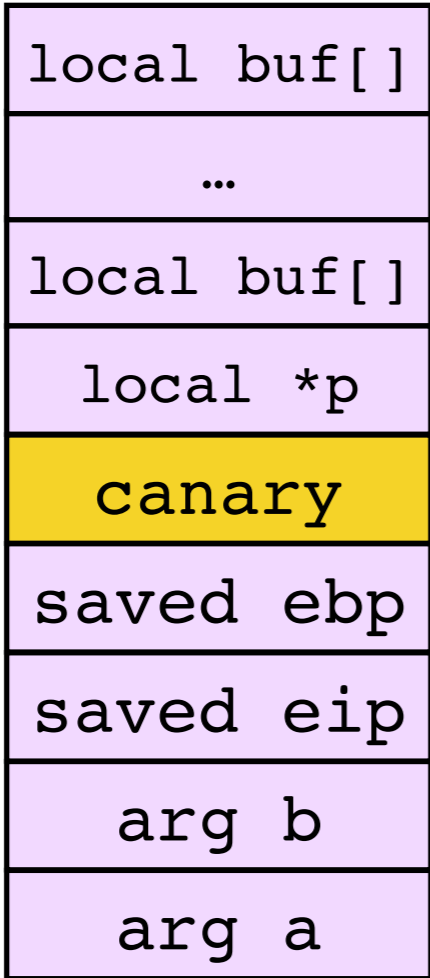 local buf[]
…
local buf[]
local *p
canary
saved ebp
saved eip
arg b
arg a